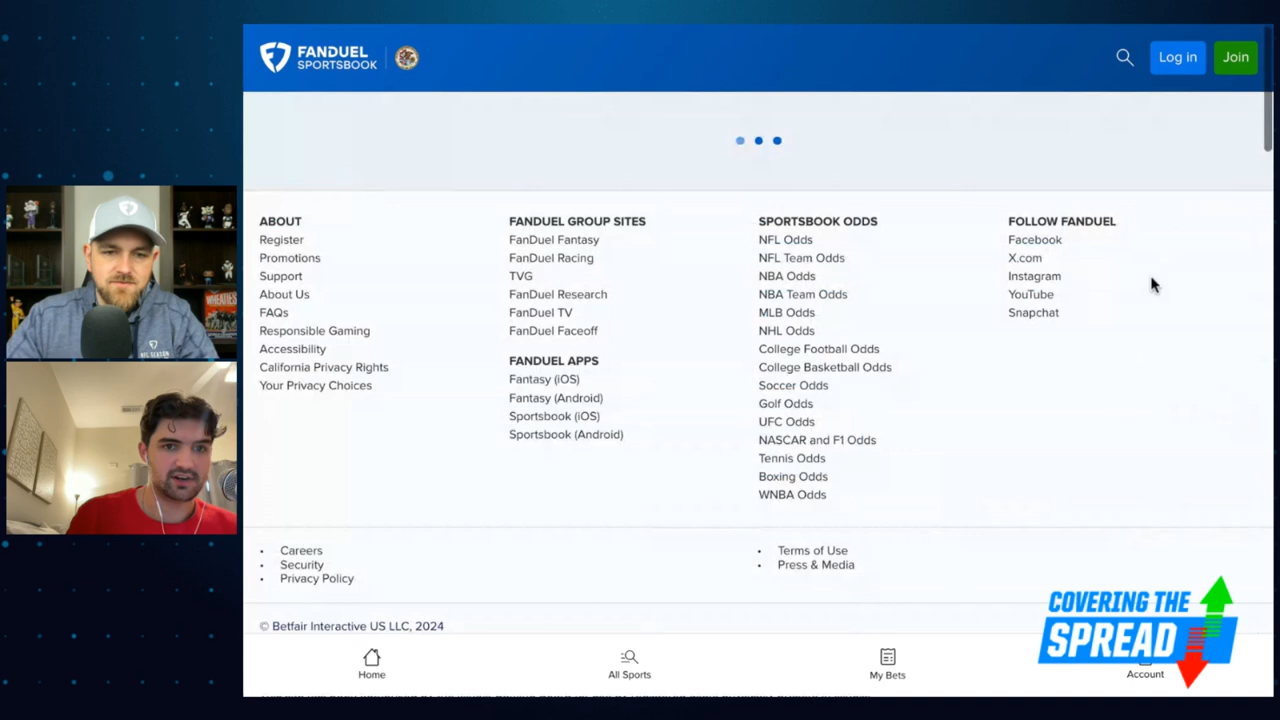 FANDUEL
SPORTSBOOK
Log in
Join
ABOUT
Register
Promotions
Support
About Us
FAQs
Responsible Gaming
Accessibility
California Privacy Rights
Your Privacy Choices
FANDUEL GROUP SITES
FanDuel Fantasy
FanDuel Racing
TVG
FanDuel Research
FanDuel TV
FanDuel Faceoff
FANDUEL APPS
Fantasy (iOS)
Fantasy (Android)
Sportsbook (iOS)
Sportsbook (Android)
SPORTSBOOK ODDS
NFL Odds
NFL Team Odds
NBA Odds
NBA Team Odds
MLB Odds
NHL Odds
College Football Odds
College Basketball Odds
Soccer Odds
Golf Odds
UFC Odds
NASCAR and F1 Odds
Tennis Odds
Boxing Odds
WNBA Odds
FOLLOW FANDUEL
Facebook
X.com
Instagram
YouTube
Snapchat
• Careers
• Security
• Privacy Policy
• Terms of Use
• Press & Media
© Betfair Interactive US LLC, 2024
Home
All Sports
My Bets
Account
COVERING THE
SPREAD
WHEATIES